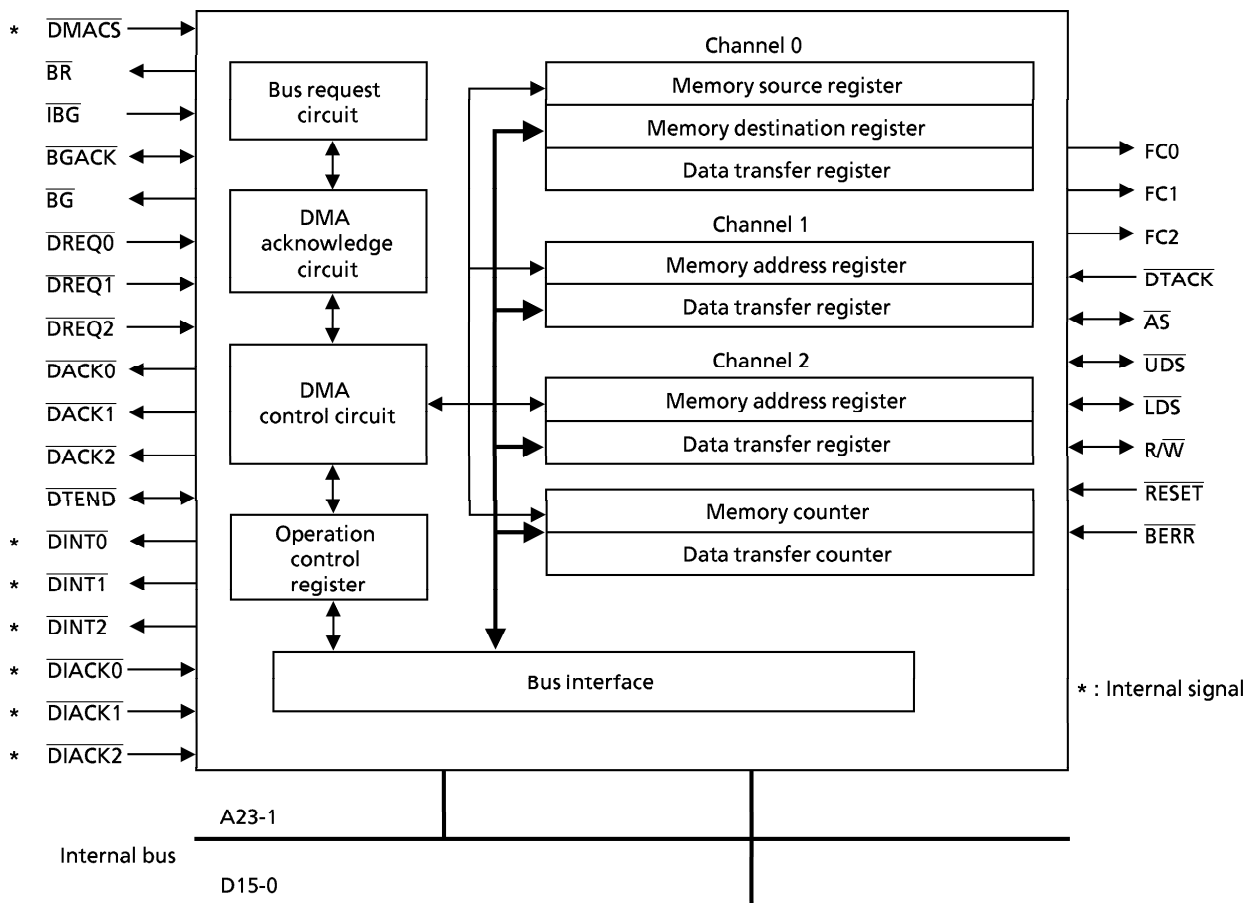 * DMACS
BR
IBG
BGACK
BG
DREQ0
DREQ1
DREQ2
DACK0
DACK1
DACK2
DTEND
* DINT0
* DINT1
* DINT2
* DIACK0
* DIACK1
* DIACK2
Bus request
circuit
DMA
acknowledge
circuit
DMA
control circuit
Operation
control
register
Channel 0
Memory source register
Memory destination register
Data transfer register
Channel 1
Memory address register
Data transfer register
Channel 2
Memory address register
Data transfer register
Memory counter
Data transfer counter
Bus interface
FC0
FC1
FC2
DTACK
AS
UDS
LDS
R/W
RESET
BERR
* : Internal signal
A23-1
Internal bus
D15-0